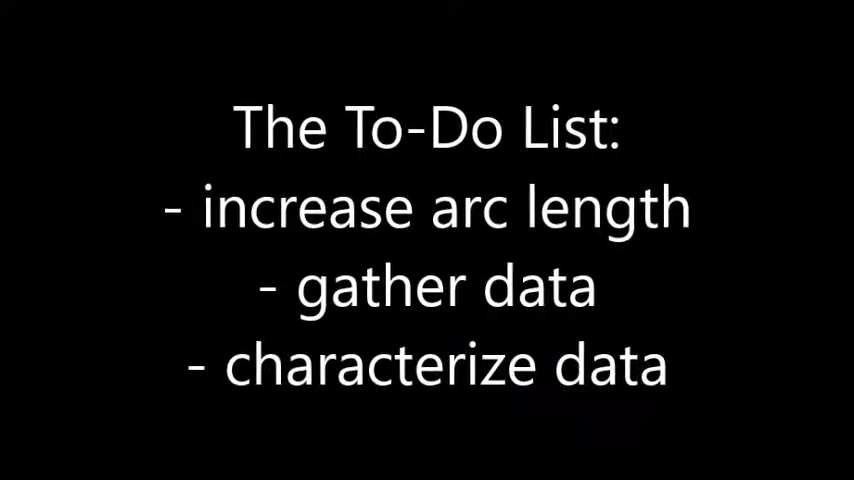 The To-Do List:
- increase arc length
- gather data
- characterize data